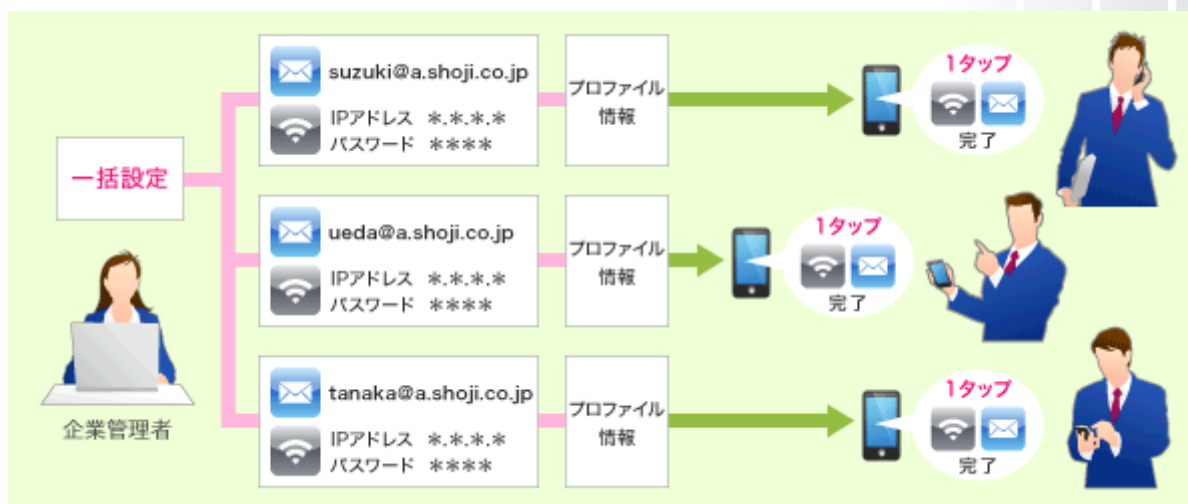 suzuki@a.shoji.co.jp
IPアドレス *.*.*.*
パスワード ****
プロファイル
情報
1タップ
完了
一括設定
企業管理者
ueda@a.shoji.co.jp
IPアドレス *.*.*.*
パスワード ****
プロファイル
情報
1タップ
完了
tanaka@a.shoji.co.jp
IPアドレス *.*.*.*
パスワード ****
プロファイル
情報
1タップ
完了